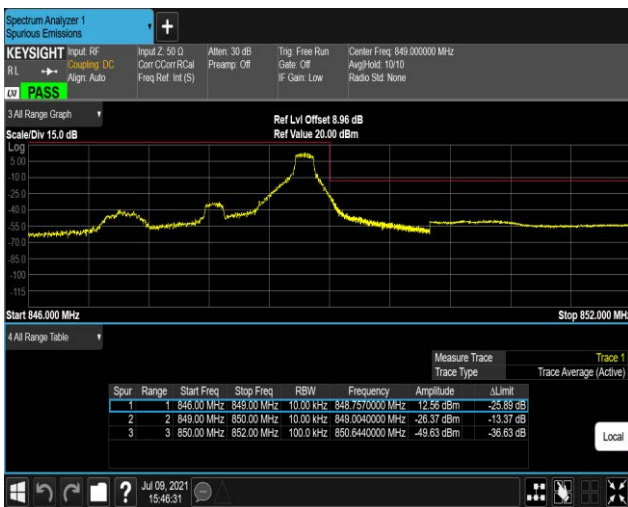 Spectrum Analyzer 1
Spurious Emissions
+
KEYSIGHT Input: RF Input Z: 50 Ω Atten: 30 dB Trig: Free Run Center Freq: 849.000000 MHz
RL Coupling: DC Corr CCorr RCal Preamp: Off Gate: Off Avg|Hold: 10/10
Align: Auto Freq Ref: Int (S) IF Gain: Low Radio Std: None
LXI PASS
3 All Range Graph
Ref Lvl Offset 8.96 dB
Scale/Div 15.0 dB Ref Value 20.00 dBm
Log
5.00
-10.0
-25.0
-40.0
-55.0
-70.0
-85.0
-100
-115
Start 846.000 MHz Stop 852.000 MHz
4 All Range Table
Measure Trace Trace 1
Trace Type Trace Average (Active)
Spur Range Start Freq Stop Freq RBW Frequency Amplitude ΔLimit
1 1 846.00 MHz 849.00 MHz 10.00 kHz 848.7570000 MHz 12.56 dBm -25.89 dB
2 2 849.00 MHz 850.00 MHz 10.00 kHz 849.0040000 MHz -26.37 dBm -13.37 dB
3 3 850.00 MHz 852.00 MHz 100.0 kHz 850.6440000 MHz -49.63 dBm -36.63 dB
Local
? Jul 09, 2021
15:46:31